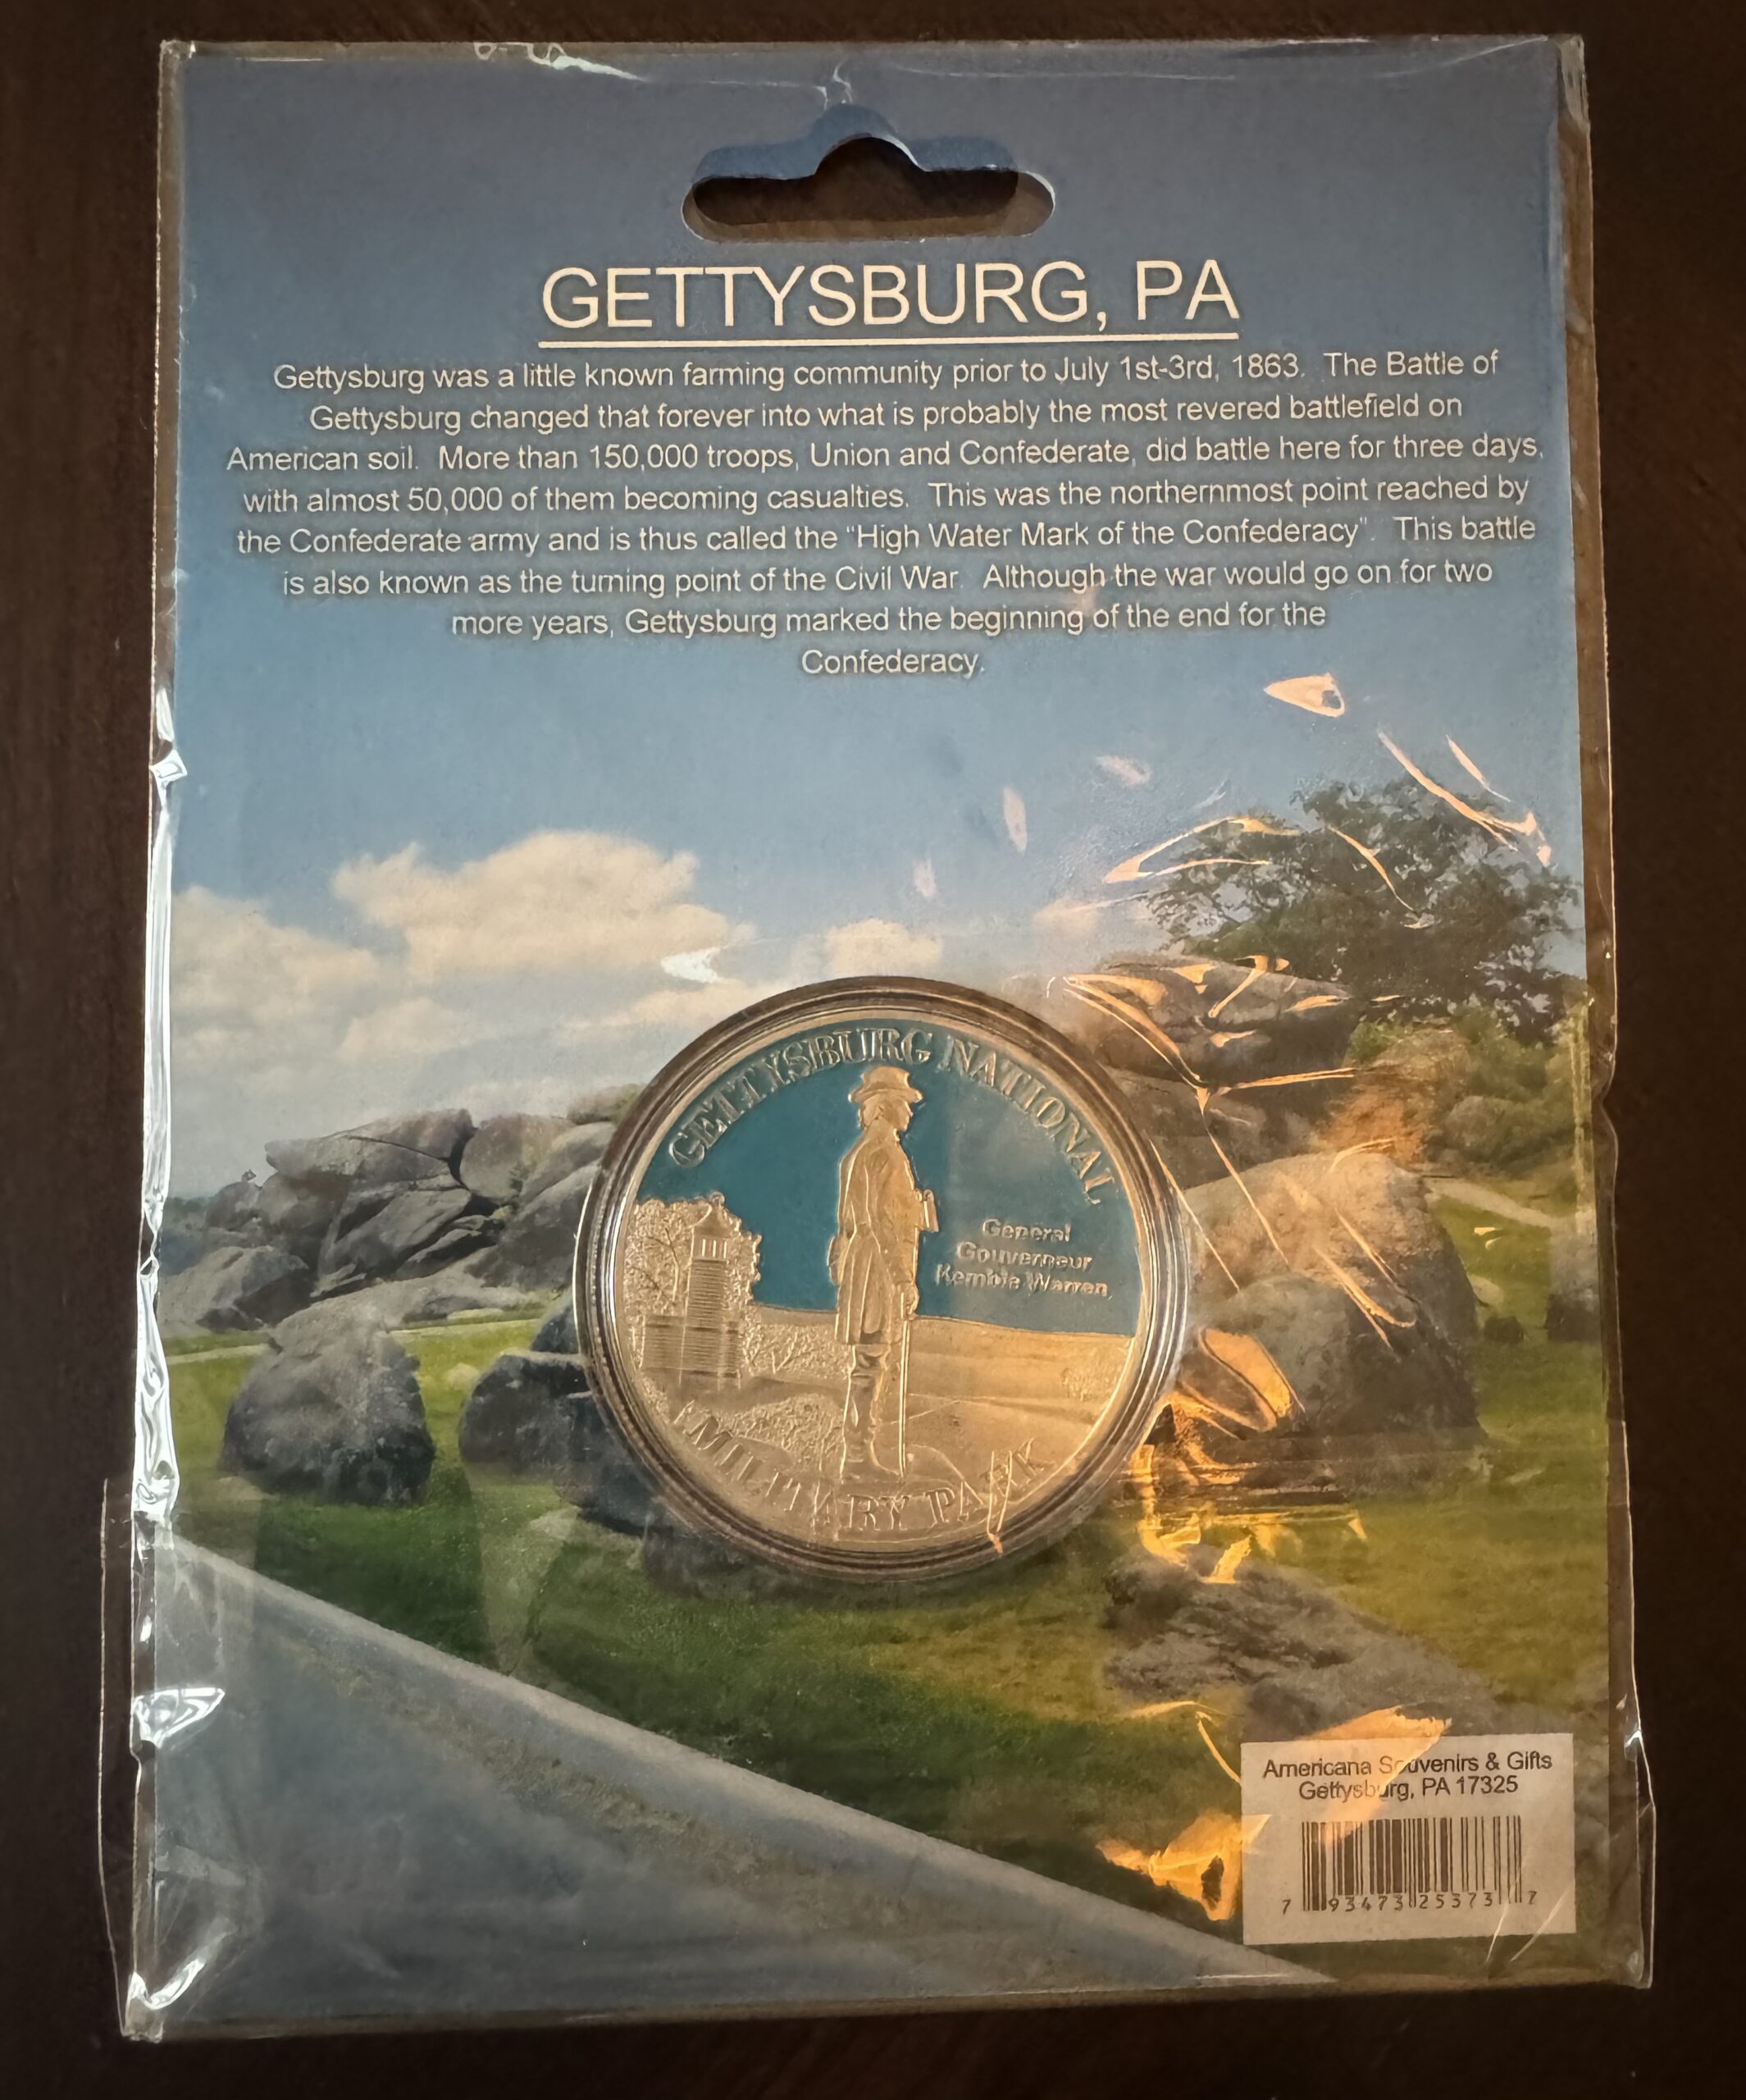 GETTYSBURG, PA
Gettysburg was a little known farming community prior to July 1st-3rd, 1863. The Battle of
Gettysburg changed that forever into what is probably the most revered battlefield on
American soil. More than 150,000 troops, Union and Confederate, did battle here for three days,
with almost 50,000 of them becoming casualties. This was the northernmost point reached by
the Confederate army and is thus called the “High Water Mark of the Confederacy”. This battle
is also known as the turning point of the Civil War. Although the war would go on for two
more years, Gettysburg marked the beginning of the end for the
Confederacy.
GETTYSBURG NATIONAL
General
Gouverneur
Kemble Warren
MILITARY PARK
Americana Souvenirs & Gifts
Gettysburg, PA 17325
7 93473 25373 7